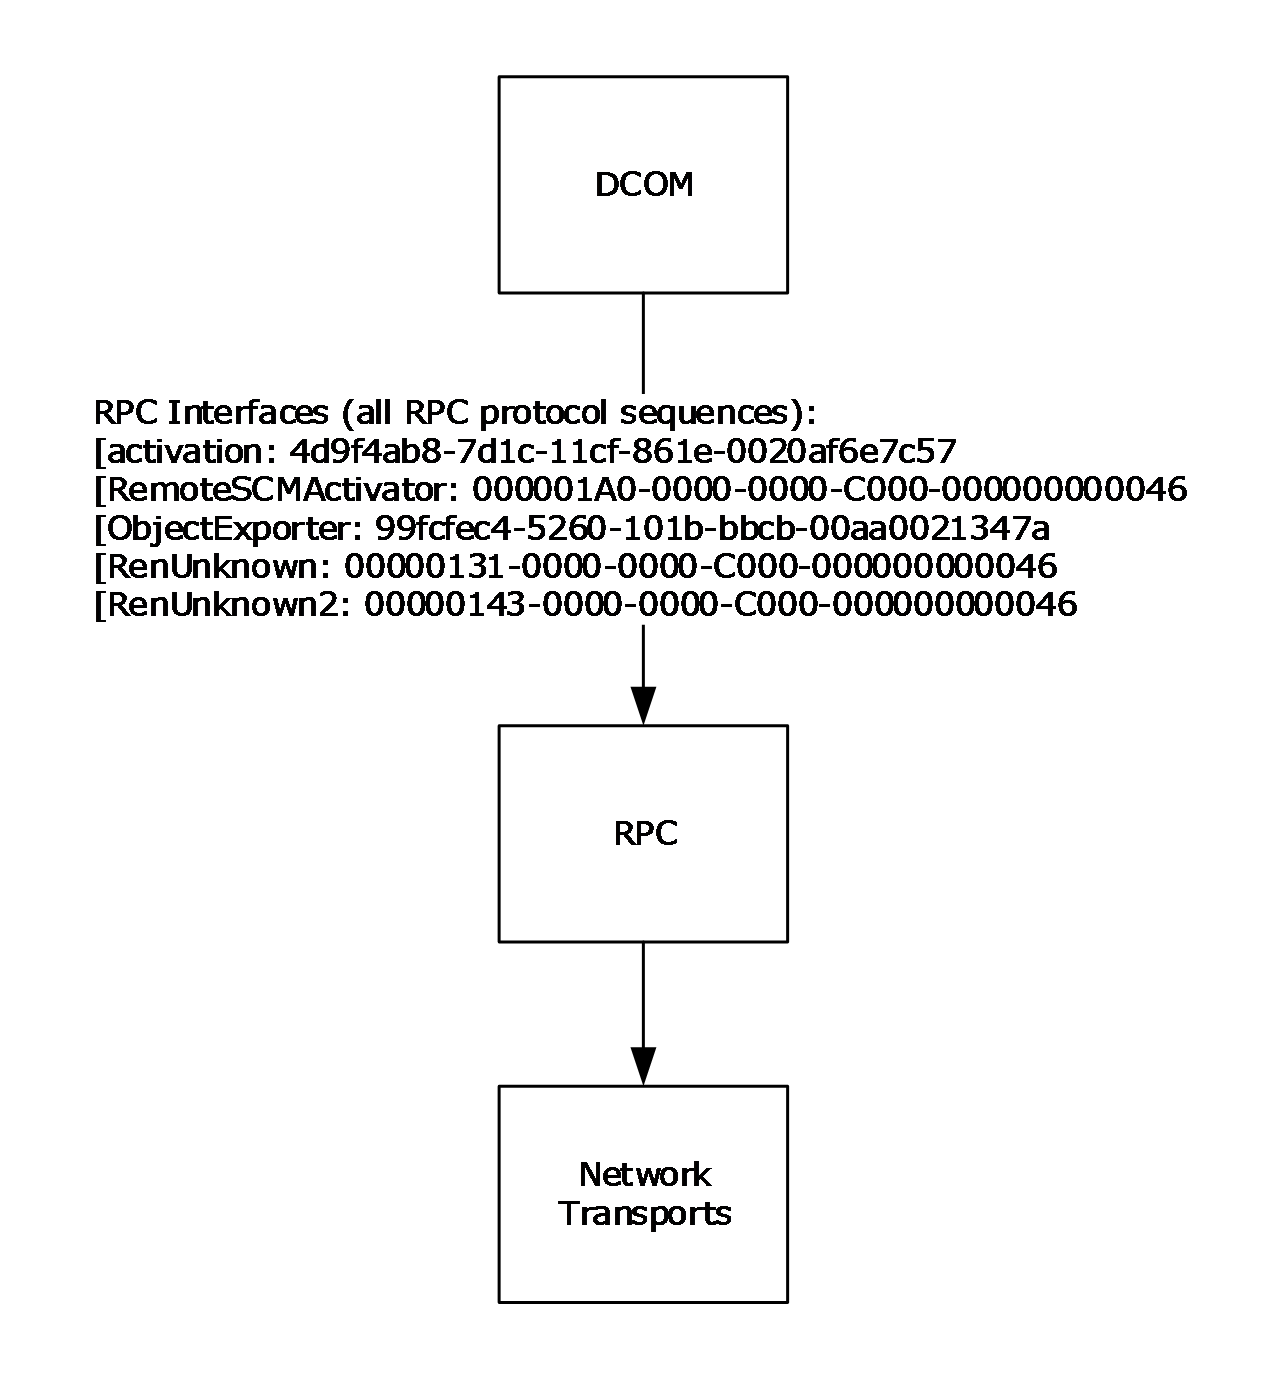 DCOM
RPC Interfaces (all RPC protocol sequences):
[activation: 4d9f4ab8-7d1c-11cf-861e-0020af6e7c57
[RemoteSCMActivator: 000001A0-0000-0000-C000-000000000046
[ObjectExporter: 99fcfec4-5260-101b-bbcb-00aa0021347a
[RenUnknown: 00000131-0000-0000-C000-000000000046
[RenUnknown2: 00000143-0000-0000-C000-000000000046
RPC
Network
Transports